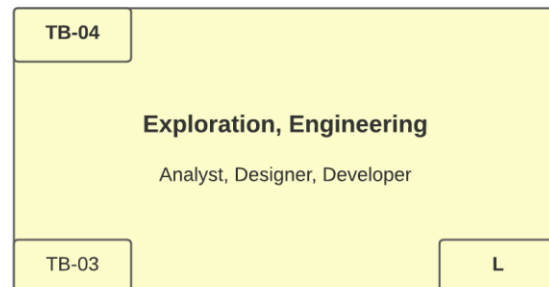 TB-04
Exploration, Engineering
Analyst, Designer, Developer
TB-03
L